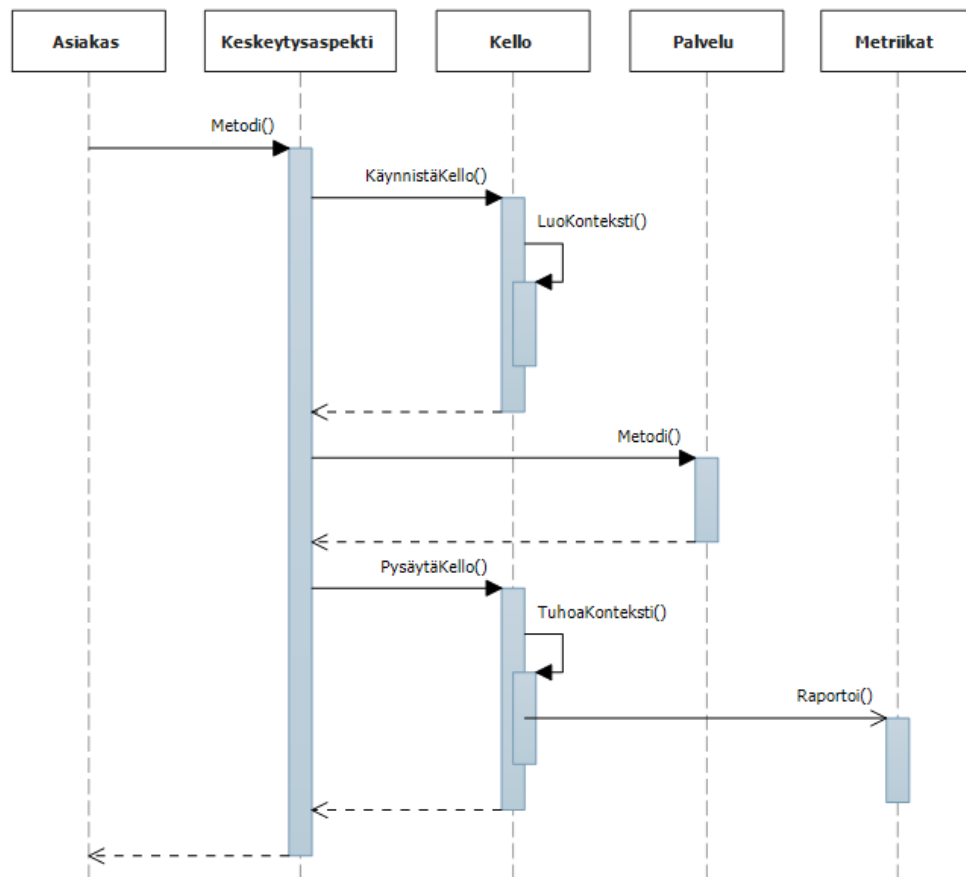 Asiakas
Keskeytysaspekti
Kello
Palvelu
Metriikat
Metodi()
KäynnistäKello()
LuoKonteksti()
Metodi()
PysäytäKello()
TuhoaKonteksti()
Raportoi()